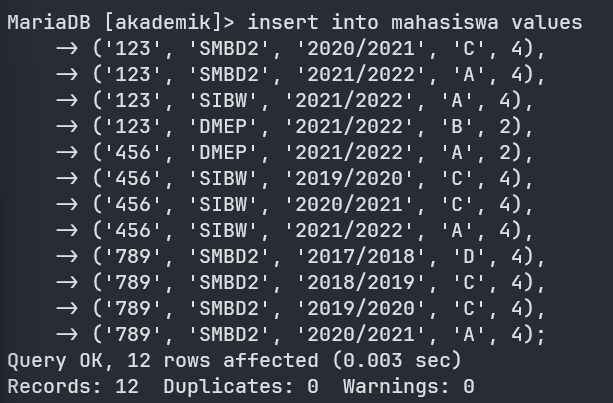 MariaDB [akademik]> insert into mahasiswa values
    -> ('123', 'SMBD2', '2020/2021', 'C', 4),
    -> ('123', 'SMBD2', '2021/2022', 'A', 4),
    -> ('123', 'SIBW', '2021/2022', 'A', 4),
    -> ('123', 'DMEP', '2021/2022', 'B', 2),
    -> ('456', 'DMEP', '2021/2022', 'A', 2),
    -> ('456', 'SIBW', '2019/2020', 'C', 4),
    -> ('456', 'SIBW', '2020/2021', 'C', 4),
    -> ('456', 'SIBW', '2021/2022', 'A', 4),
    -> ('789', 'SMBD2', '2017/2018', 'D', 4),
    -> ('789', 'SMBD2', '2018/2019', 'C', 4),
    -> ('789', 'SMBD2', '2019/2020', 'C', 4),
    -> ('789', 'SMBD2', '2020/2021', 'A', 4);
Query OK, 12 rows affected (0.003 sec)
Records: 12  Duplicates: 0  Warnings: 0